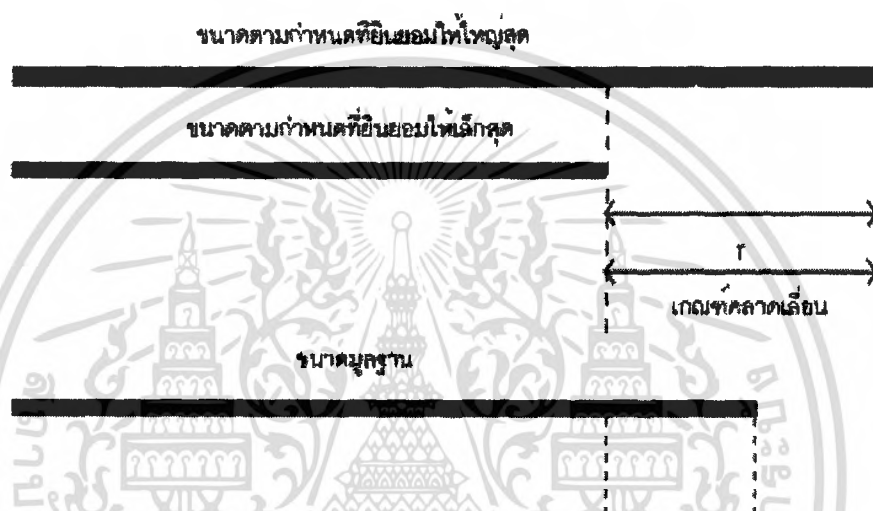 ขนาดตามกำหนดที่ยินยอมให้ใหญ่สุด
ขนาดตามกำหนดที่ยินยอมให้เล็กสุด
T
เกณฑ์คลาดเลื่อน
ขนาดมูลฐาน